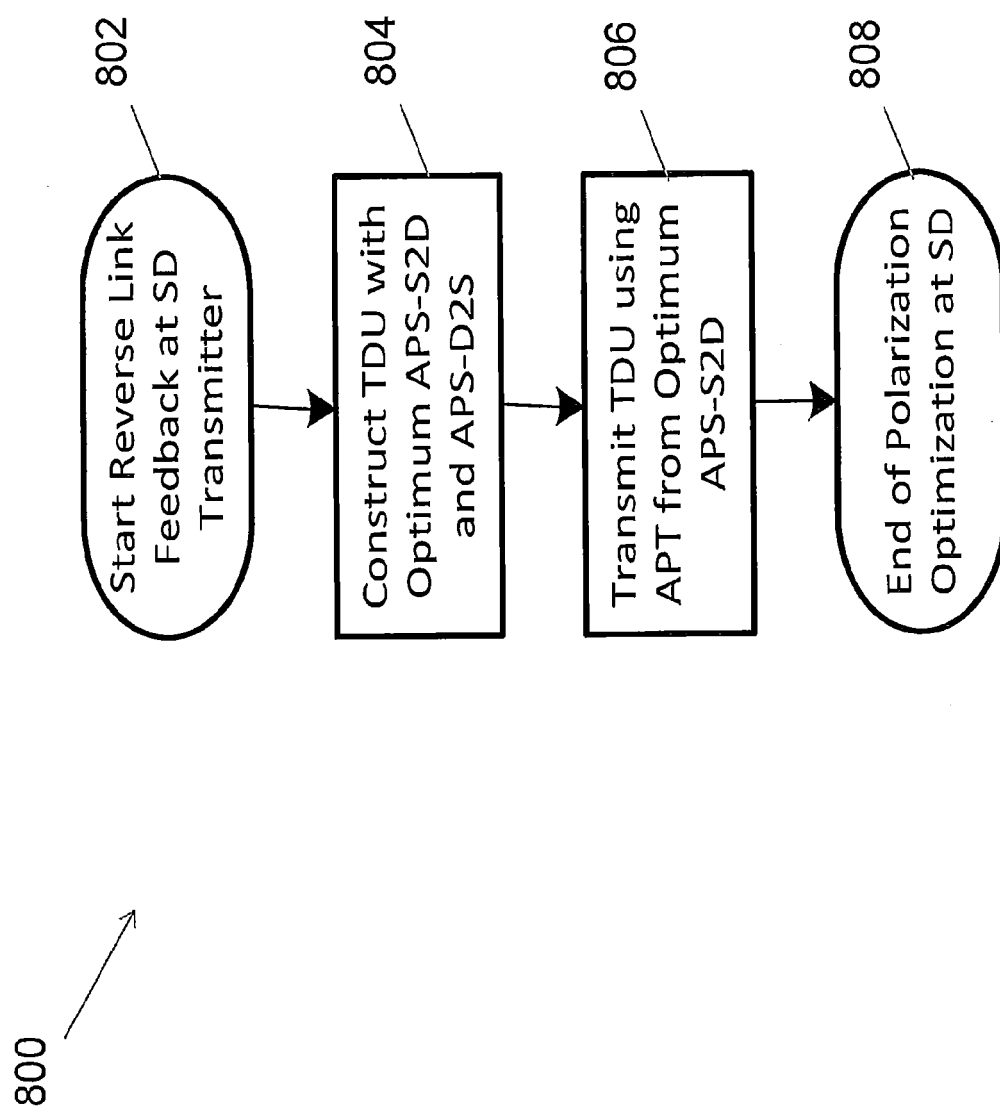 800
Start Reverse Link
Feedback at SD
Transmitter
802
Construct TDU with
Optimum APS-S2D
and APS-D2S
804
Transmit TDU using
APT from Optimum
APS-S2D
806
End of Polarization
Optimization at SD
808